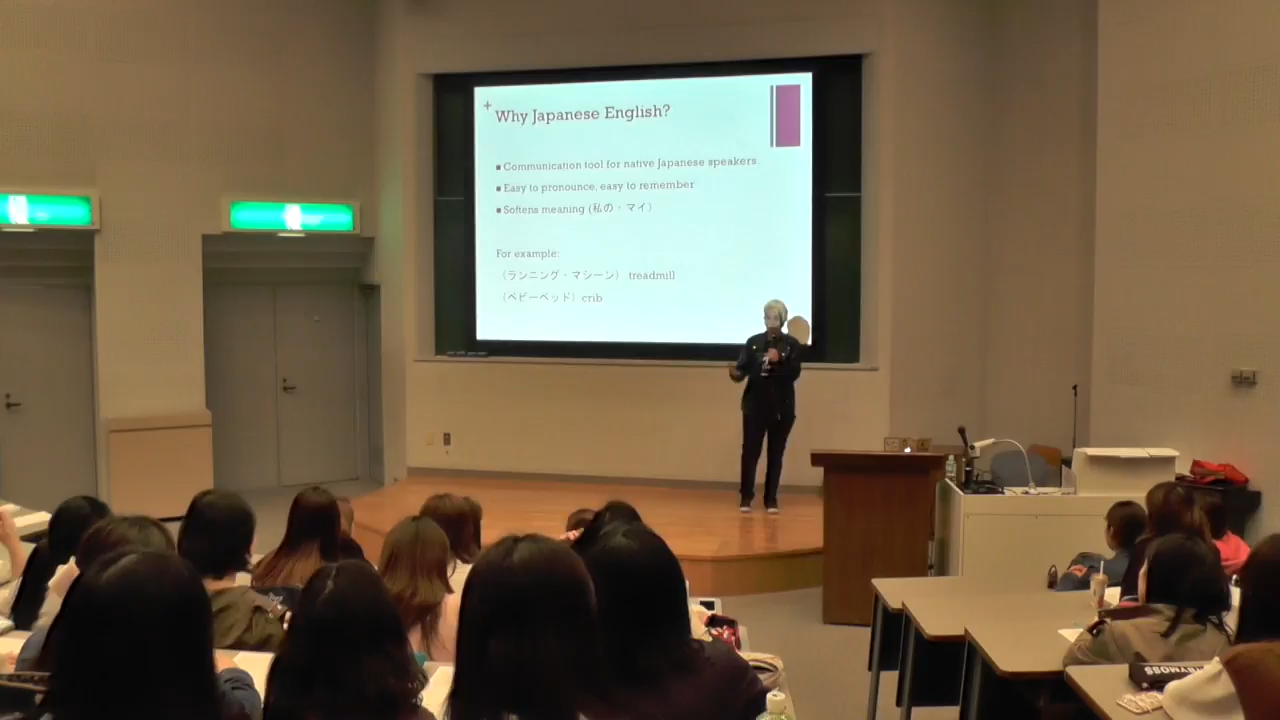 +
Why Japanese English?
■ Communication tool for native Japanese speakers.
■ Easy to pronounce, easy to remember
■ Softens meaning (私の・マイ)
For example:
(ランニング・マシーン) treadmill
(ベビーベッド) crib